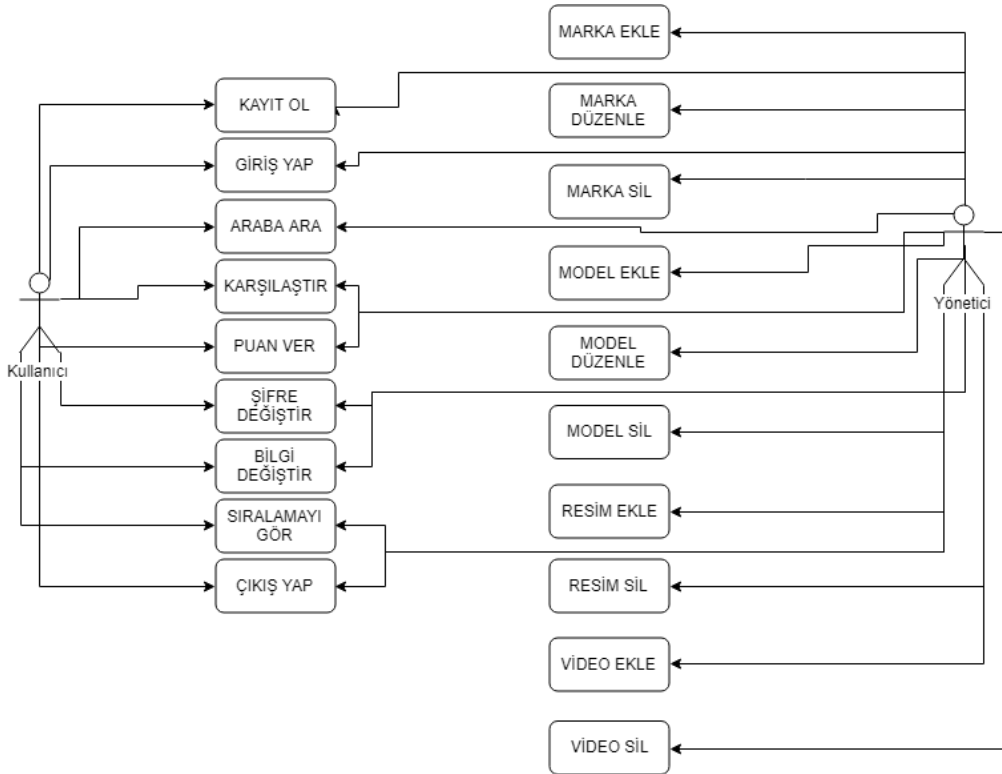 MARKA EKLE
KAYIT OL
MARKA
DÜZENLE
GİRİŞ YAP
MARKA SİL
ARABA ARA
MODEL EKLE
KARŞILAŞTIR
Yönetici
PUAN VER
MODEL
DÜZENLE
Kullanıcı
ŞİFRE
DEĞİŞTİR
MODEL SİL
BİLGİ
DEĞİŞTİR
SIRALAMAYI
GÖR
RESİM EKLE
ÇIKIŞ YAP
RESİM SİL
VİDEO EKLE
VİDEO SİL